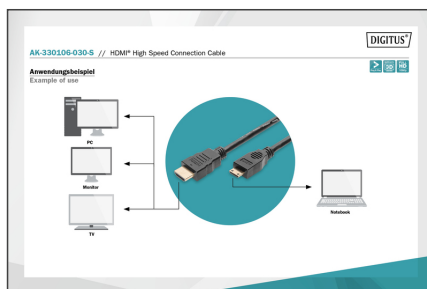 DIGITUS®
AK-330106-030-S // HDMI® High Speed Connection Cable
Anwendungsbeispiel
Example of use
PC
Monitor
TV
Notebook